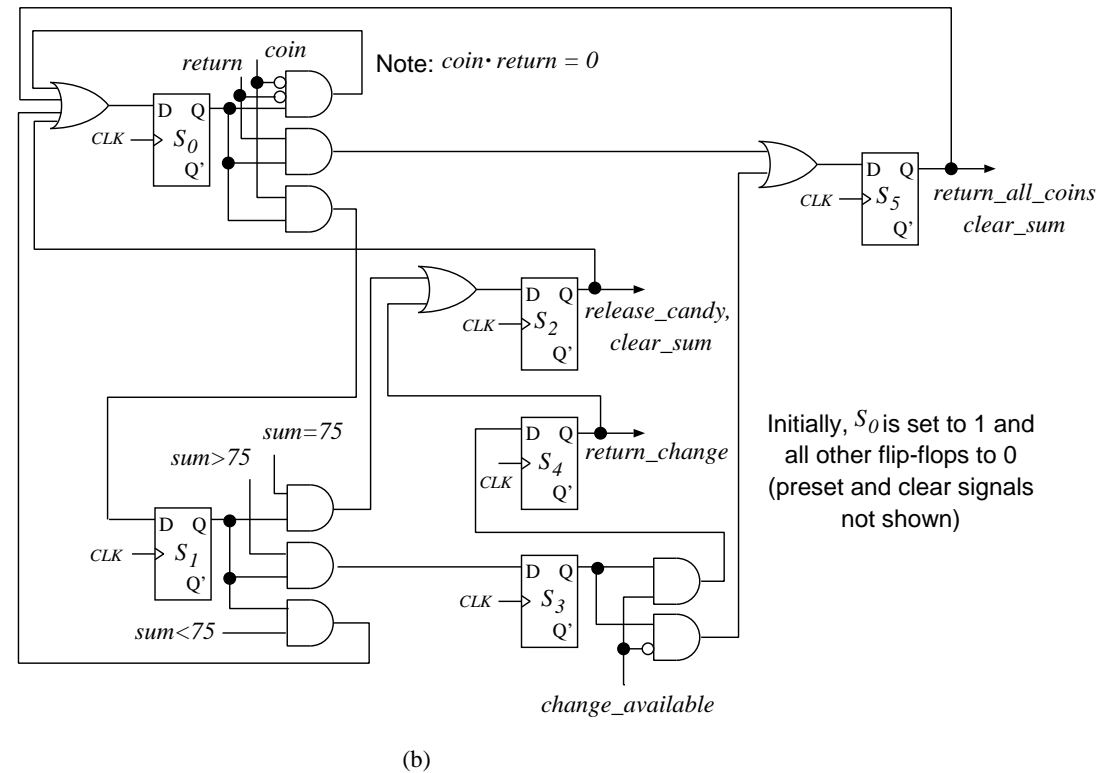 coin
return
Note: coin· return = 0
D Q
CLK S0
Q'
D Q
CLK S5
Q'
return_all_coins
clear_sum
D Q
CLK S2
Q'
release_candy,
clear_sum
D Q
CLK S4
Q'
return_change
Initially, S0 is set to 1 and
all other flip-flops to 0
(preset and clear signals
not shown)
sum=75
sum>75
D Q
CLK S1
Q'
sum<75
D Q
CLK S3
Q'
change_available
(b)